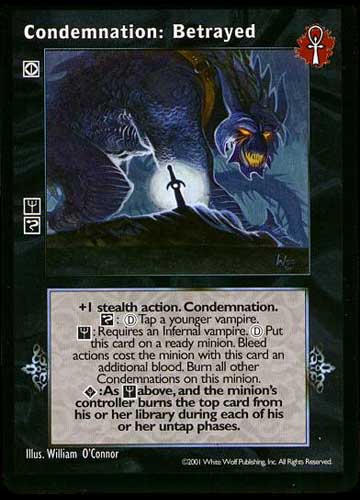 Condemnation: Betrayed
+1 stealth action. Condemnation.
: Ⓓ Tap a younger vampire.
: Requires an Infernal vampire. Ⓓ Put
this card on a ready minion. Bleed
actions cost the minion with this card an
additional blood. Burn all other
Condemnations on this minion.
:As above, and the minion's
controller burns the top card from
his or her library during each of his
or her untap phases.
Illus. William O'Connor
©2001 White Wolf Publishing, Inc. All Rights Reserved.